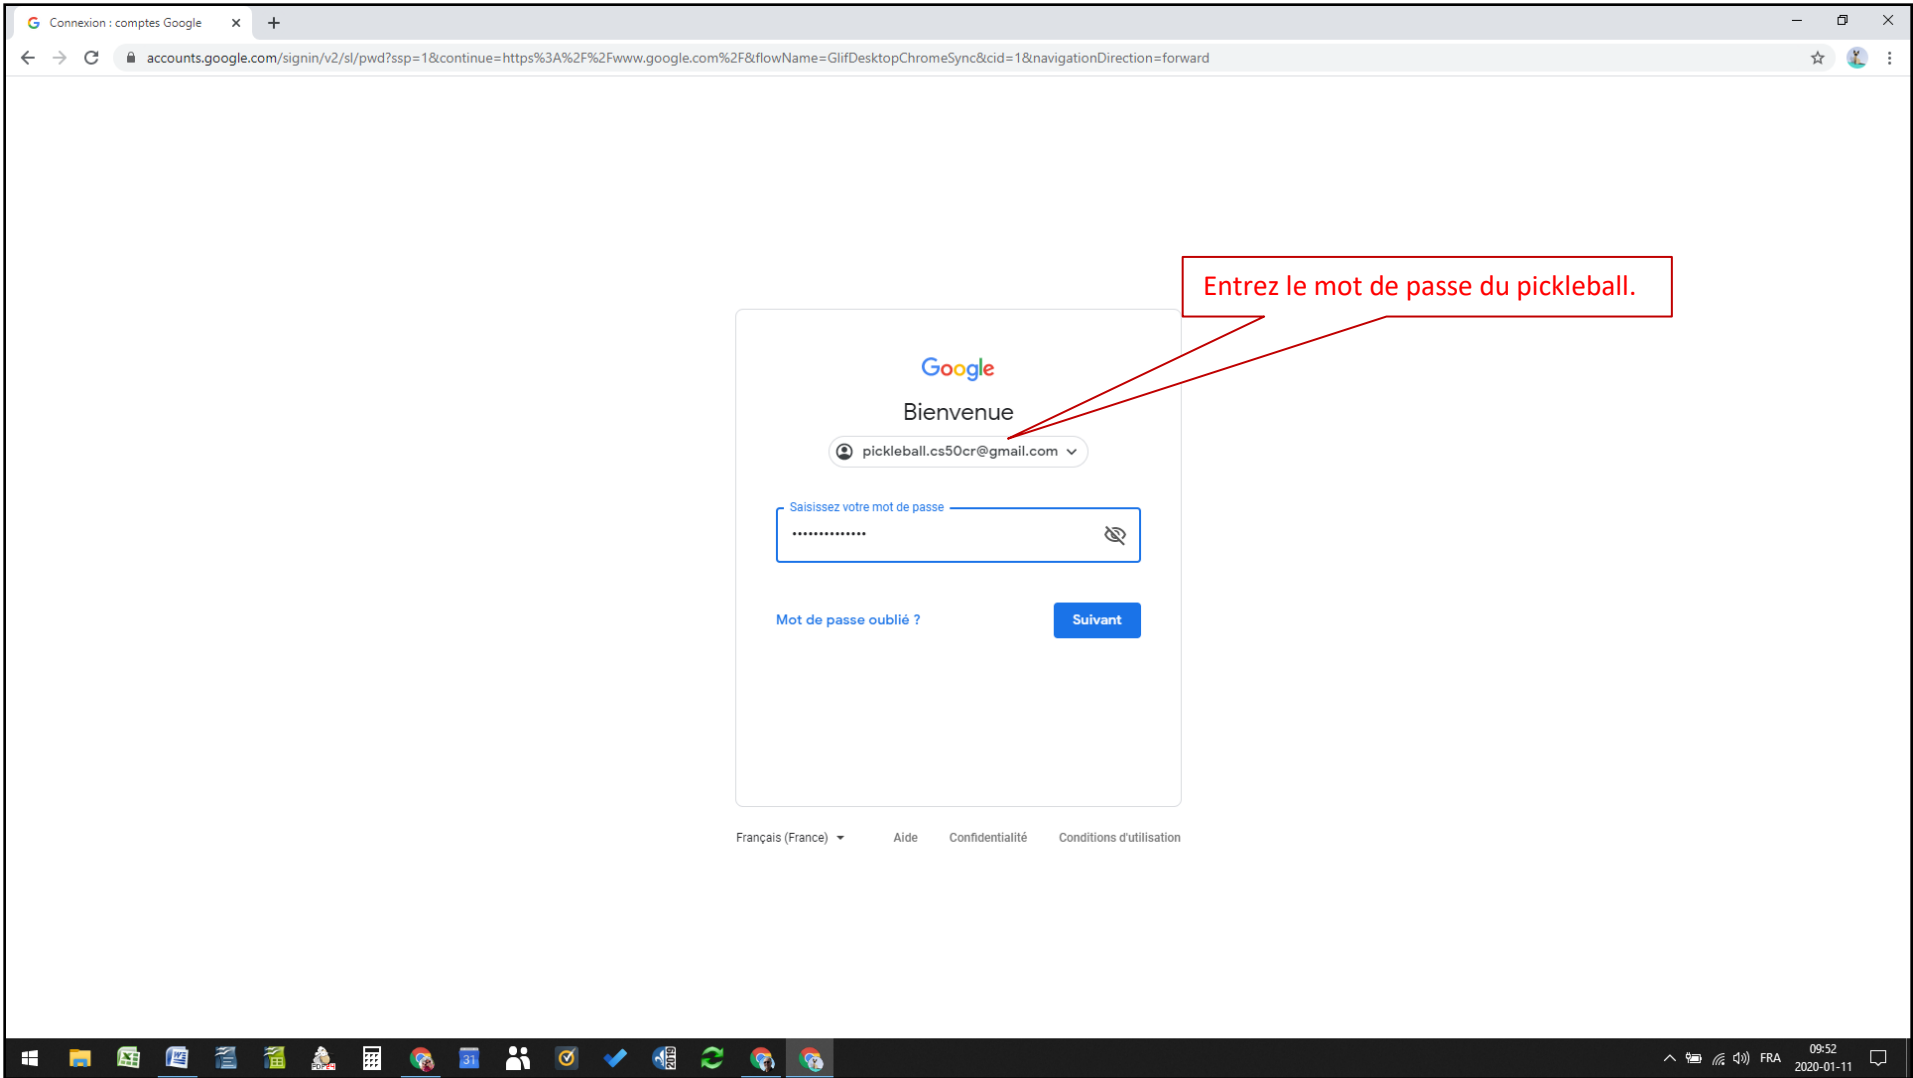 Connexion : comptes Google
accounts.google.com/signin/v2/sl/pwd?ssp=1&continue=https%3A%2F%2Fwww.google.com%2F&flowName=GlifDesktopChromeSync&cid=1&navigationDirection=forward
Entrez le mot de passe du pickleball.
Google
Bienvenue
pickleball.cs50cr@gmail.com
Saisissez votre mot de passe
••••••••••••••
Mot de passe oublié ?
Suivant
Français (France)
Aide
Confidentialité
Conditions d'utilisation
31
FRA
09:52
2020-01-11